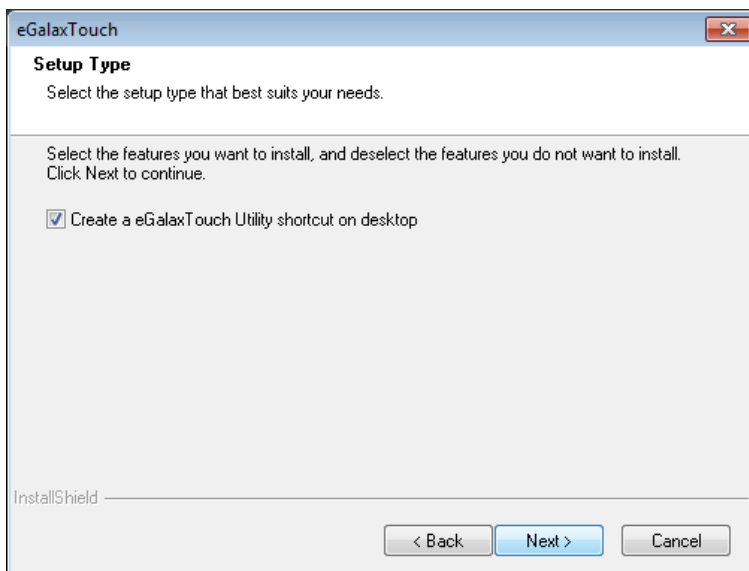 eGalaxTouch
Setup Type
Select the setup type that best suits your needs.
Select the features you want to install, and deselect the features you do not want to install.
Click Next to continue.
Create a eGalaxTouch Utility shortcut on desktop
InstallShield
< Back Next > Cancel